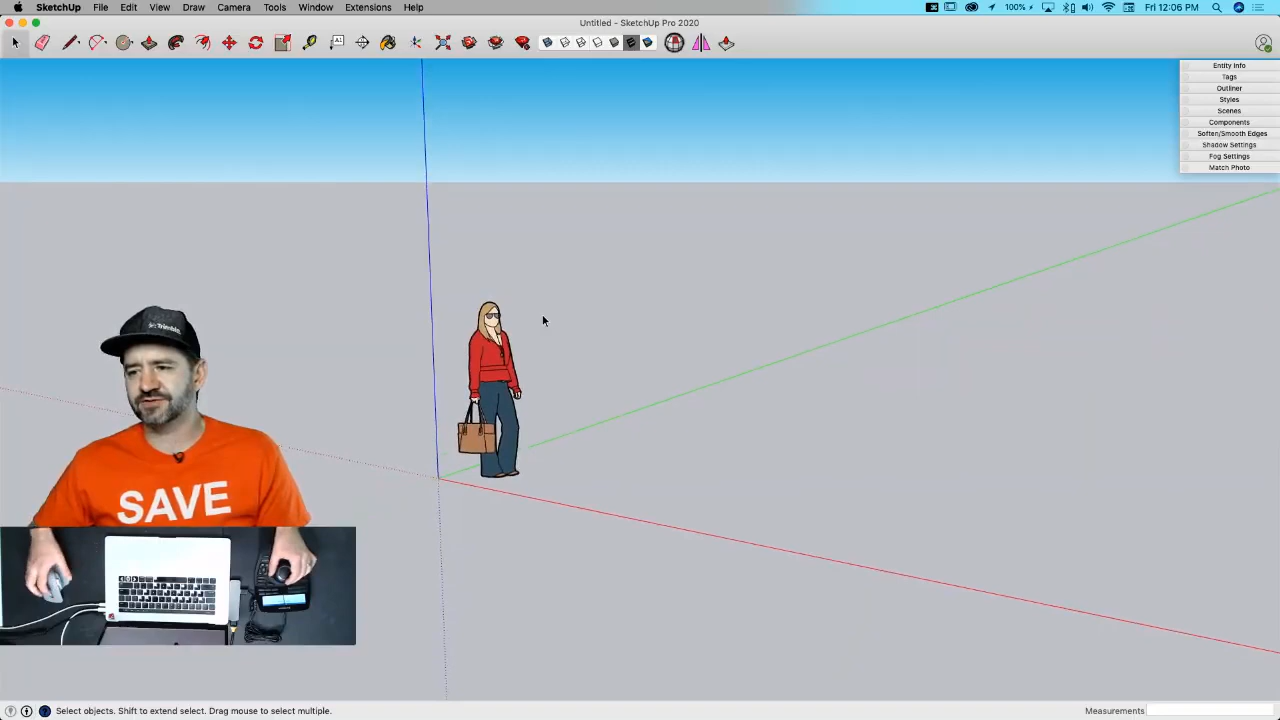 SketchUp File Edit View Draw Camera Tools Window Extensions Help 100% Fri 12:06 PM
Untitled - SketchUp Pro 2020
Entity Info
Tags
Outliner
Styles
Scenes
Components
Soften/Smooth Edges
Shadow Settings
Fog Settings
Match Photo
Trimble
SAVE
Select objects. Shift to extend select. Drag mouse to select multiple. Measurements